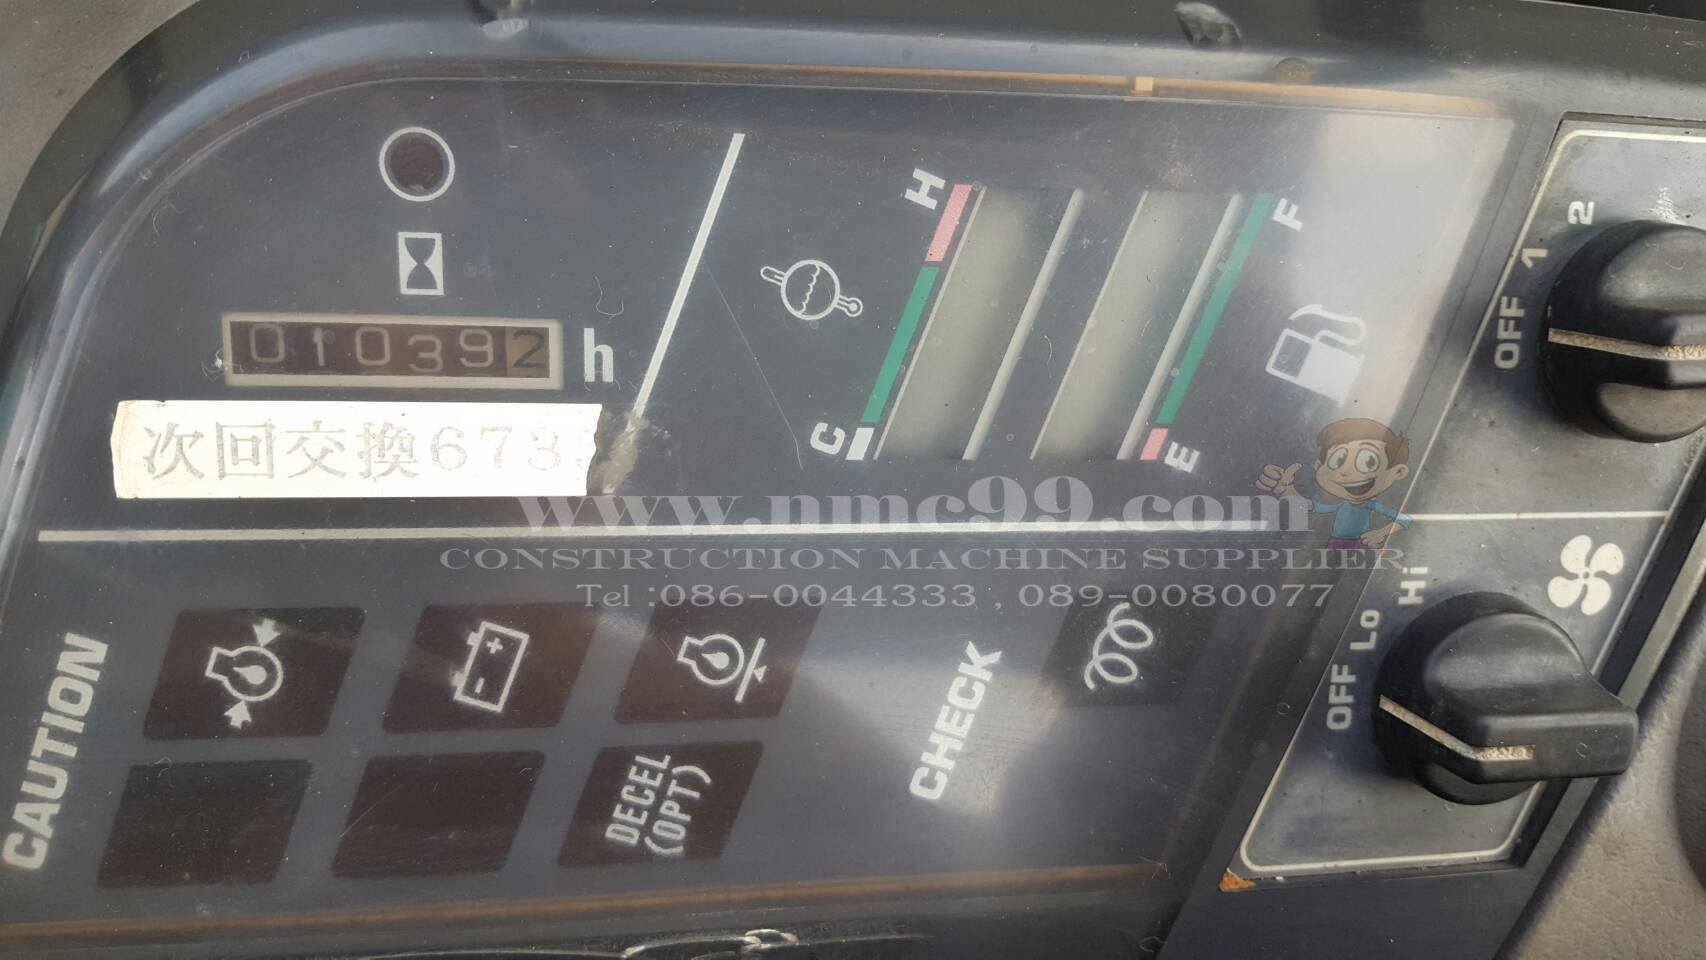 010392 h
次回交換673
H
C
F
E
OFF 1 2
www.nmc99.com
CONSTRUCTION MACHINE SUPPLIER
Tel :086-0044333 , 089-0080077
OFF Lo Hi
CAUTION
CHECK
DECEL
(OPT)